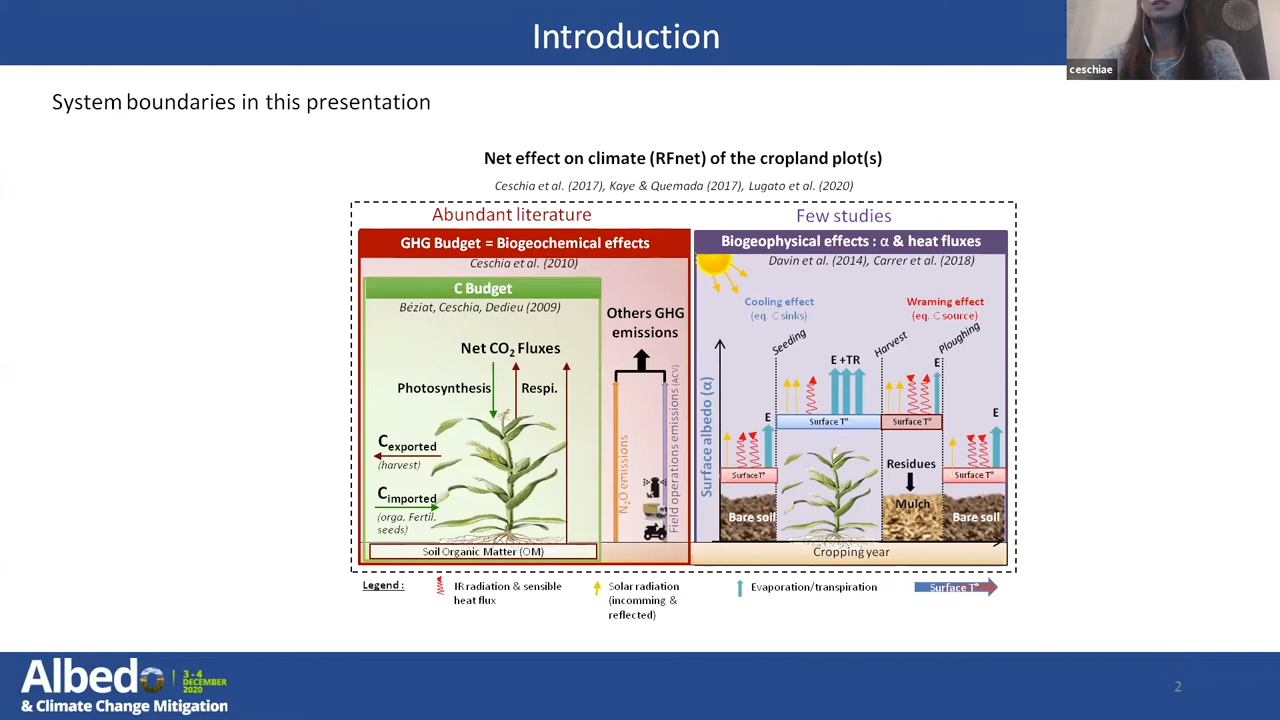 Introduction
ceschiae
System boundaries in this presentation
Net effect on climate (RFnet) of the cropland plot(s)
Ceschia et al. (2017), Kaye & Quemada (2017), Lugato et al. (2020)
Abundant literature
GHG Budget = Biogeochemical effects
Ceschia et al. (2010)
C Budget
Béziat, Ceschia, Dedieu (2009)
Net CO₂ Fluxes
Photosynthesis
Respi.
Cexported
(harvest)
Cimported
(orga. Fertil.
seeds)
Soil Organic Matter (OM)
Others GHG
emissions
N₂O emissions
Field operations emissions (ACV)
Few studies
Biogeophysical effects : α & heat fluxes
Davin et al. (2014), Carrer et al. (2018)
Cooling effect
(eq. C sinks)
Wraming effect
(eq. C source)
Seeding
Harvest
Ploughing
E +TR
E
E
E
Surface albedo (α)
Surface T°
Surface T°
Surface T°
Surface T°
Residues
Mulch
Bare soil
Bare soil
Cropping year
Legend :
IR radiation & sensible
heat flux
Solar radiation
(incomming &
reflected)
Evaporation/transpiration
Surface T°
Albedo
& Climate Change Mitigation
3-4
DECEMBER
2020
2